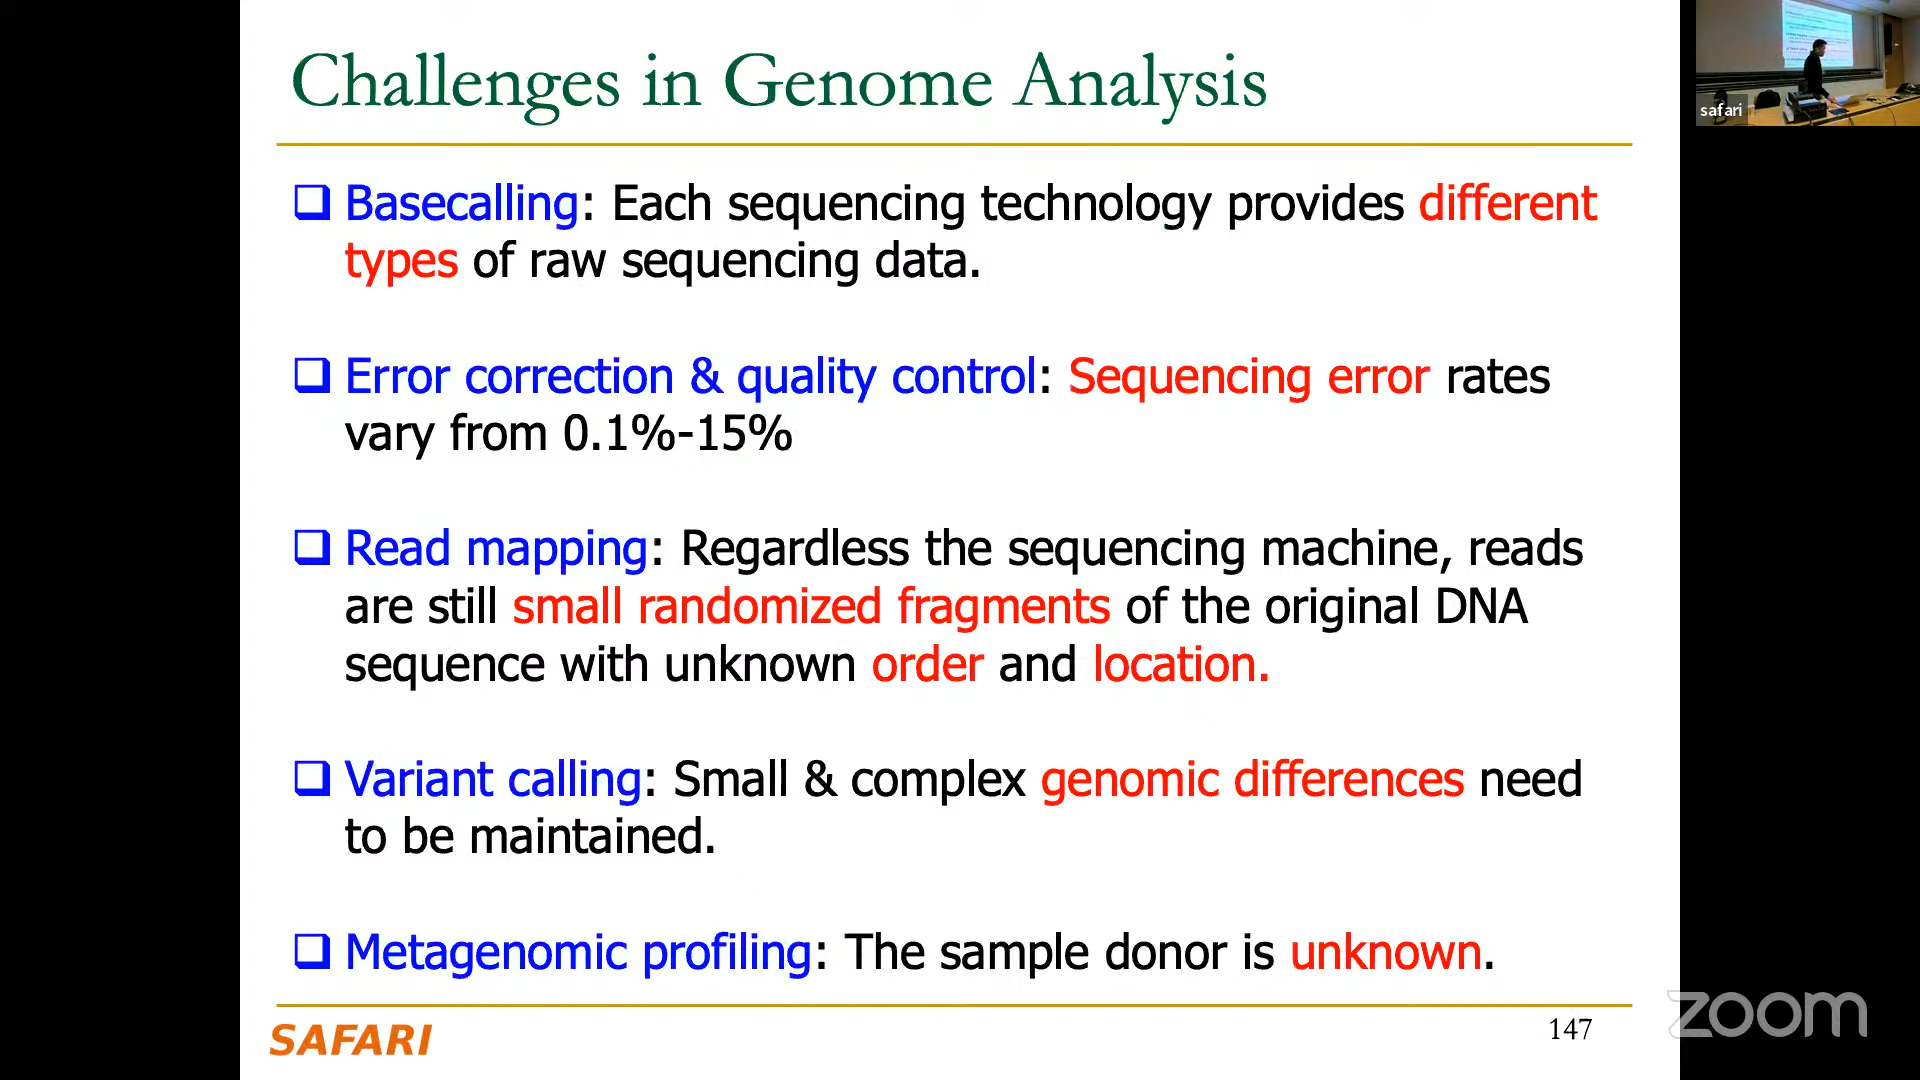 Challenges in Genome Analysis
safari
Basecalling: Each sequencing technology provides different
types of raw sequencing data.
Error correction & quality control: Sequencing error rates
vary from 0.1%-15%
Read mapping: Regardless the sequencing machine, reads
are still small randomized fragments of the original DNA
sequence with unknown order and location.
Variant calling: Small & complex genomic differences need
to be maintained.
Metagenomic profiling: The sample donor is unknown.
SAFARI
147
zoom